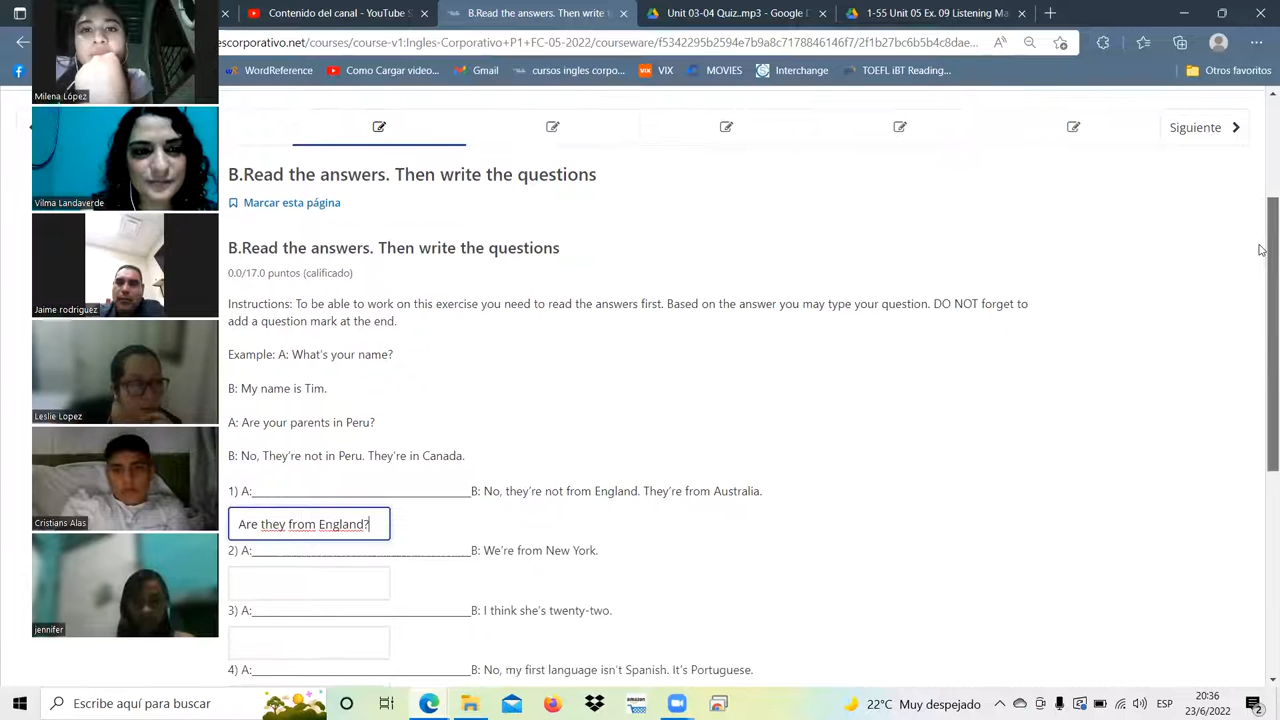 Course download - YouTube S
B.Read the answers. Then write t
Unit 03-04 Quiz.mp3 - Google D
1-55 Unit 05 Ex. 09 Listening Mo
escorporativo.net/courses/course-v1:Ingles-Corporativo+P1+FC-05-2022/courseware/f5342295b2594e7b9a8c7178846146f7/2f1b27bc6b5b4c8dae...
WordReference
Como Cargar video...
Gmail
cursos ingles corpo...
VIX
MOVIES
Interchange
TOEFL iBT Reading...
Otros favoritos
Milena López
Vilma Landaverde
Jaime rodriguez
Leslie Lopez
Cristians Alas
jennifer
Siguiente
B.Read the answers. Then write the questions
Marcar esta página
B.Read the answers. Then write the questions
0.0/17.0 puntos (calificado)
Instructions: To be able to work on this exercise you need to read the answers first. Based on the answer you may type your question. DO NOT forget to
add a question mark at the end.
Example: A: What's your name?
B: My name is Tim.
A: Are your parents in Peru?
B: No, They're not in Peru. They're in Canada.
1) A:______________________________B: No, they're not from England. They're from Australia.
Are they from England?
2) A:______________________________B: We're from New York.
3) A:______________________________B: I think she's twenty-two.
4) A:______________________________B: No, my first language isn't Spanish. It's Portuguese.
Escribe aquí para buscar
amazon
22°C Muy despejado
ESP
20:36
23/6/2022
2